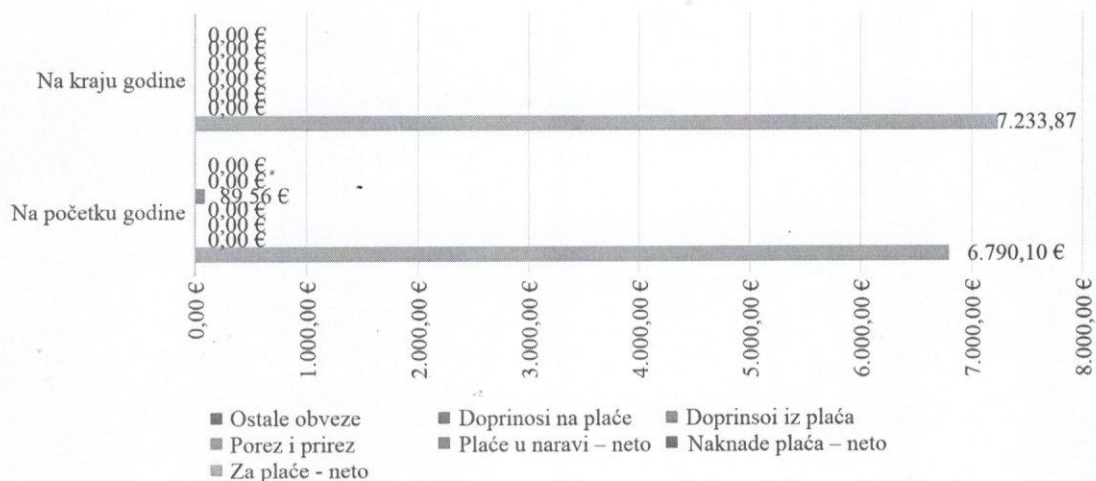 0,00 €
0,00 €
0,00 €
0,00 €
0,00 €
0,00 €
Na kraju godine
7.233,87
0,00 €
0,00 €
89,56 €
Na početku godine
0,00 €
0,00 €
0,00 €
6.790,10 €
0,00 €
1.000,00 €
2.000,00 €
3.000,00 €
4.000,00 €
5.000,00 €
6.000,00 €
7.000,00 €
8.000,00 €
Ostale obveze
Doprinosi na plaće
Doprinsoi iz plaća
Porez i prirez
Plaće u naravi – neto
Naknade plaća – neto
Za plaće - neto